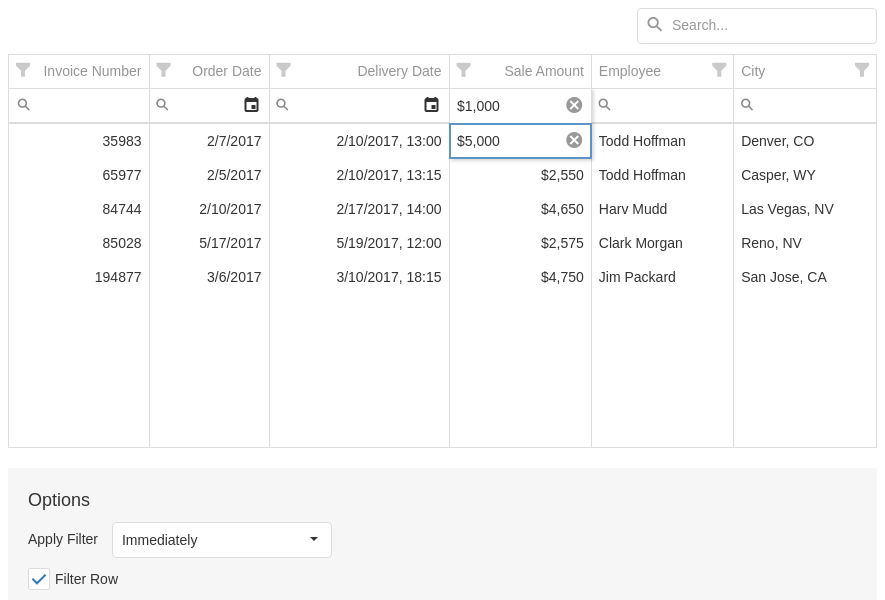 Search...
Invoice Number Order Date Delivery Date Sale Amount Employee City
$1,000
35983 2/7/2017 2/10/2017, 13:00 $5,000 Todd Hoffman Denver, CO
65977 2/5/2017 2/10/2017, 13:15 $2,550 Todd Hoffman Casper, WY
84744 2/10/2017 2/17/2017, 14:00 $4,650 Harv Mudd Las Vegas, NV
85028 5/17/2017 5/19/2017, 12:00 $2,575 Clark Morgan Reno, NV
194877 3/6/2017 3/10/2017, 18:15 $4,750 Jim Packard San Jose, CA
Options
Apply Filter Immediately
Filter Row